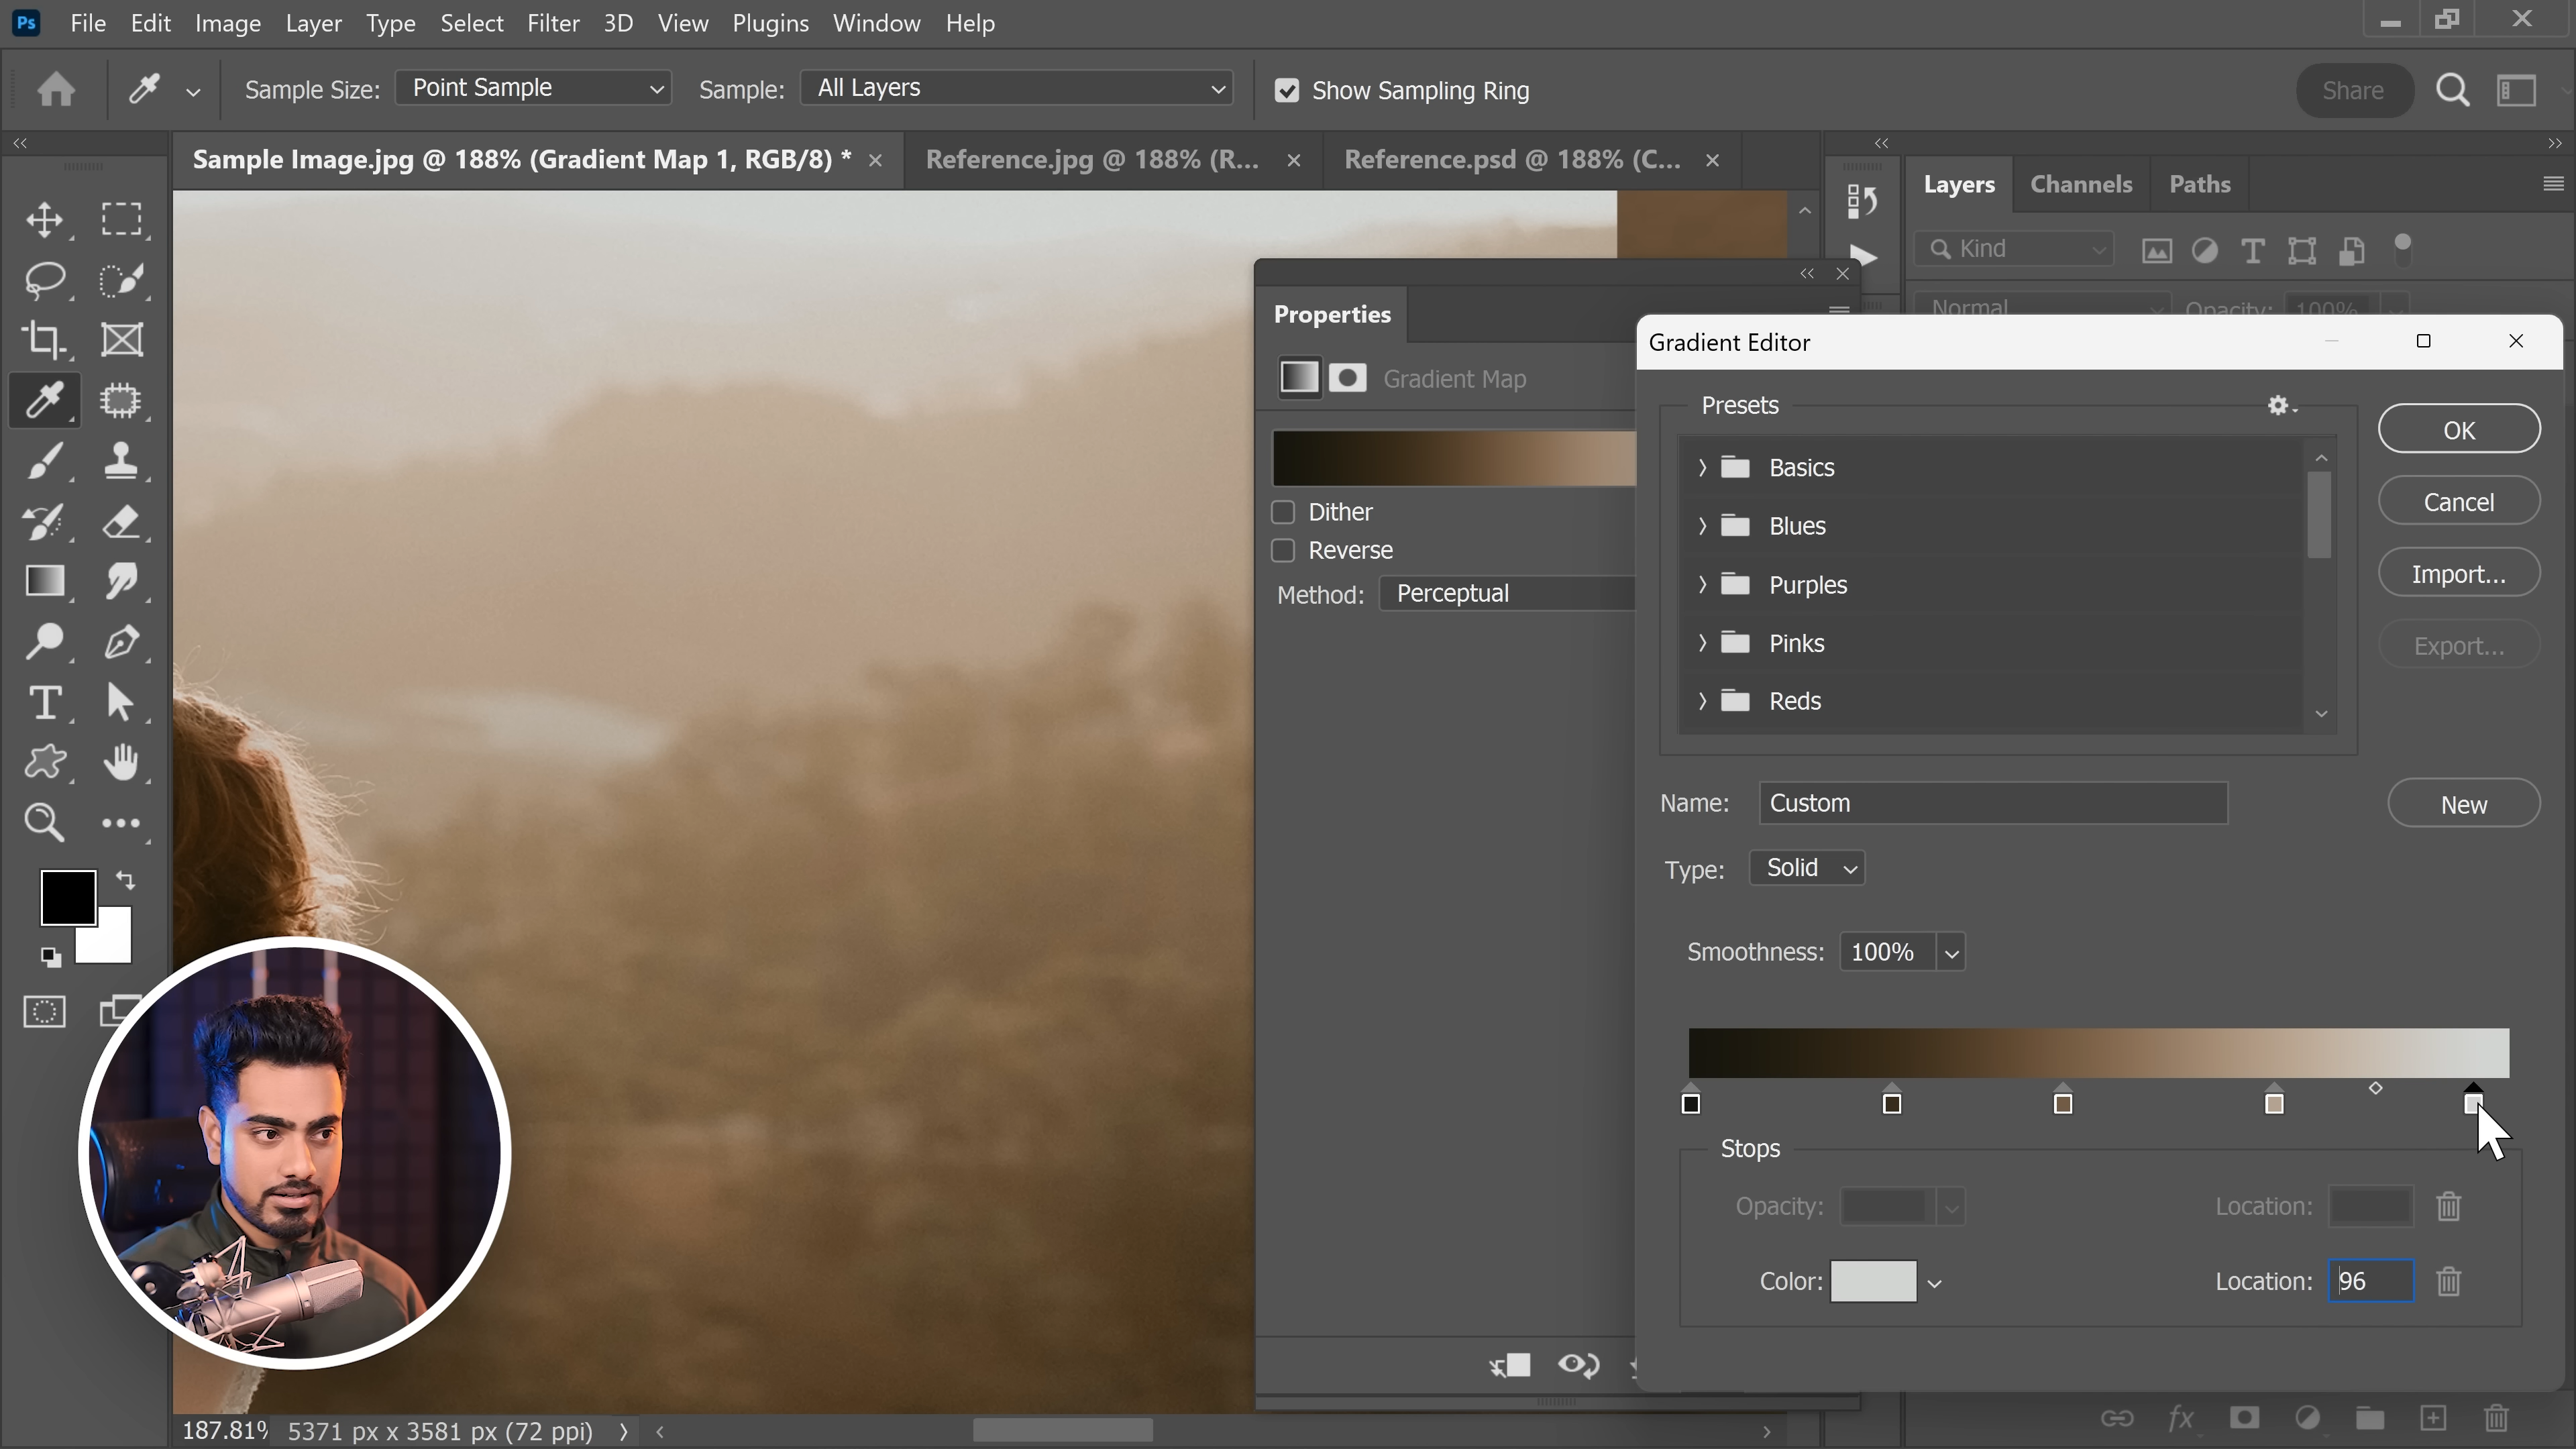 Ps File Edit Image Layer Type Select Filter 3D View Plugins Window Help
Sample Size: Point Sample Sample: All Layers Show Sampling Ring Share
Sample Image.jpg @ 188% (Gradient Map 1, RGB/8) * Reference.jpg @ 188% (R... Reference.psd @ 188% (C...
Layers Channels Paths
Kind
Normal Opacity: 100%
Properties
Gradient Map
Dither
Reverse
Method: Perceptual
Gradient Editor
Presets
Basics
Blues
Purples
Pinks
Reds
OK
Cancel
Import...
Export...
Name: Custom New
Type: Solid
Smoothness: 100%
Stops
Opacity: Location:
Color: Location: 96
fx
187.81% 5371 px x 3581 px (72 ppi)